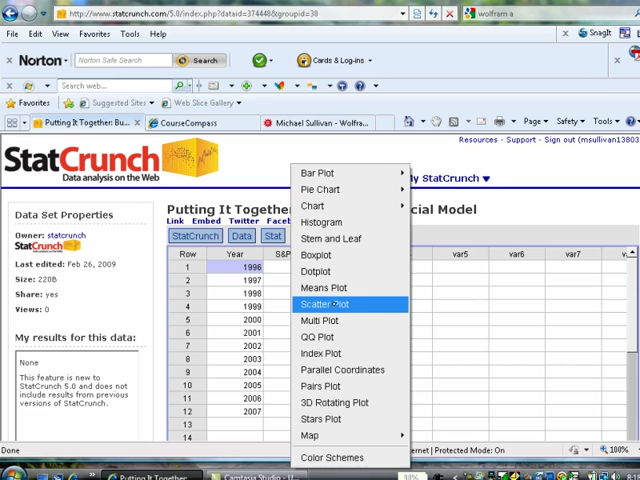 http://www.statcrunch.com/5.0/index.php?dataid=374448&groupid=38
wolfram a
File Edit View Favorites Tools Help
SnagIt
Norton
Norton Safe Search
Search
Cards & Log-ins
Search web...
Favorites
Suggested Sites
Web Slice Gallery
Putting It Together: Bu...
CourseCompass
Michael Sullivan - Wolfra...
Page Safety Tools
Resources - Support - Sign out (msullivan13803
StatCrunch
Data analysis on the Web
My StatCrunch
Data Set Properties
Owner: statcrunch
StatCrunch
Last edited: Feb 26, 2009
Size: 220B
Share: yes
Views: 0
My results for this data:
None
This feature is new to
StatCrunch 5.0 and does not
include results from previous
versions of StatCrunch.
Putting It Together
cial Model
Link Embed Twitter Faceb
StatCrunch Data Stat
Row Year S&P var5 var6 var7
1 1996
2 1997
3 1998
4 1999
5 2000
6 2001
7 2002
8 2003
9 2004
10 2005
11 2006
12 2007
13
14
Bar Plot
Pie Chart
Chart
Histogram
Stem and Leaf
Boxplot
Dotplot
Means Plot
Scatter Plot
Multi Plot
QQ Plot
Index Plot
Parallel Coordinates
Pairs Plot
3D Rotating Plot
Stars Plot
Map
Color Schemes
Done
ernet | Protected Mode: On
100%
Putting It Together
Camtasia Studio - U...
98%